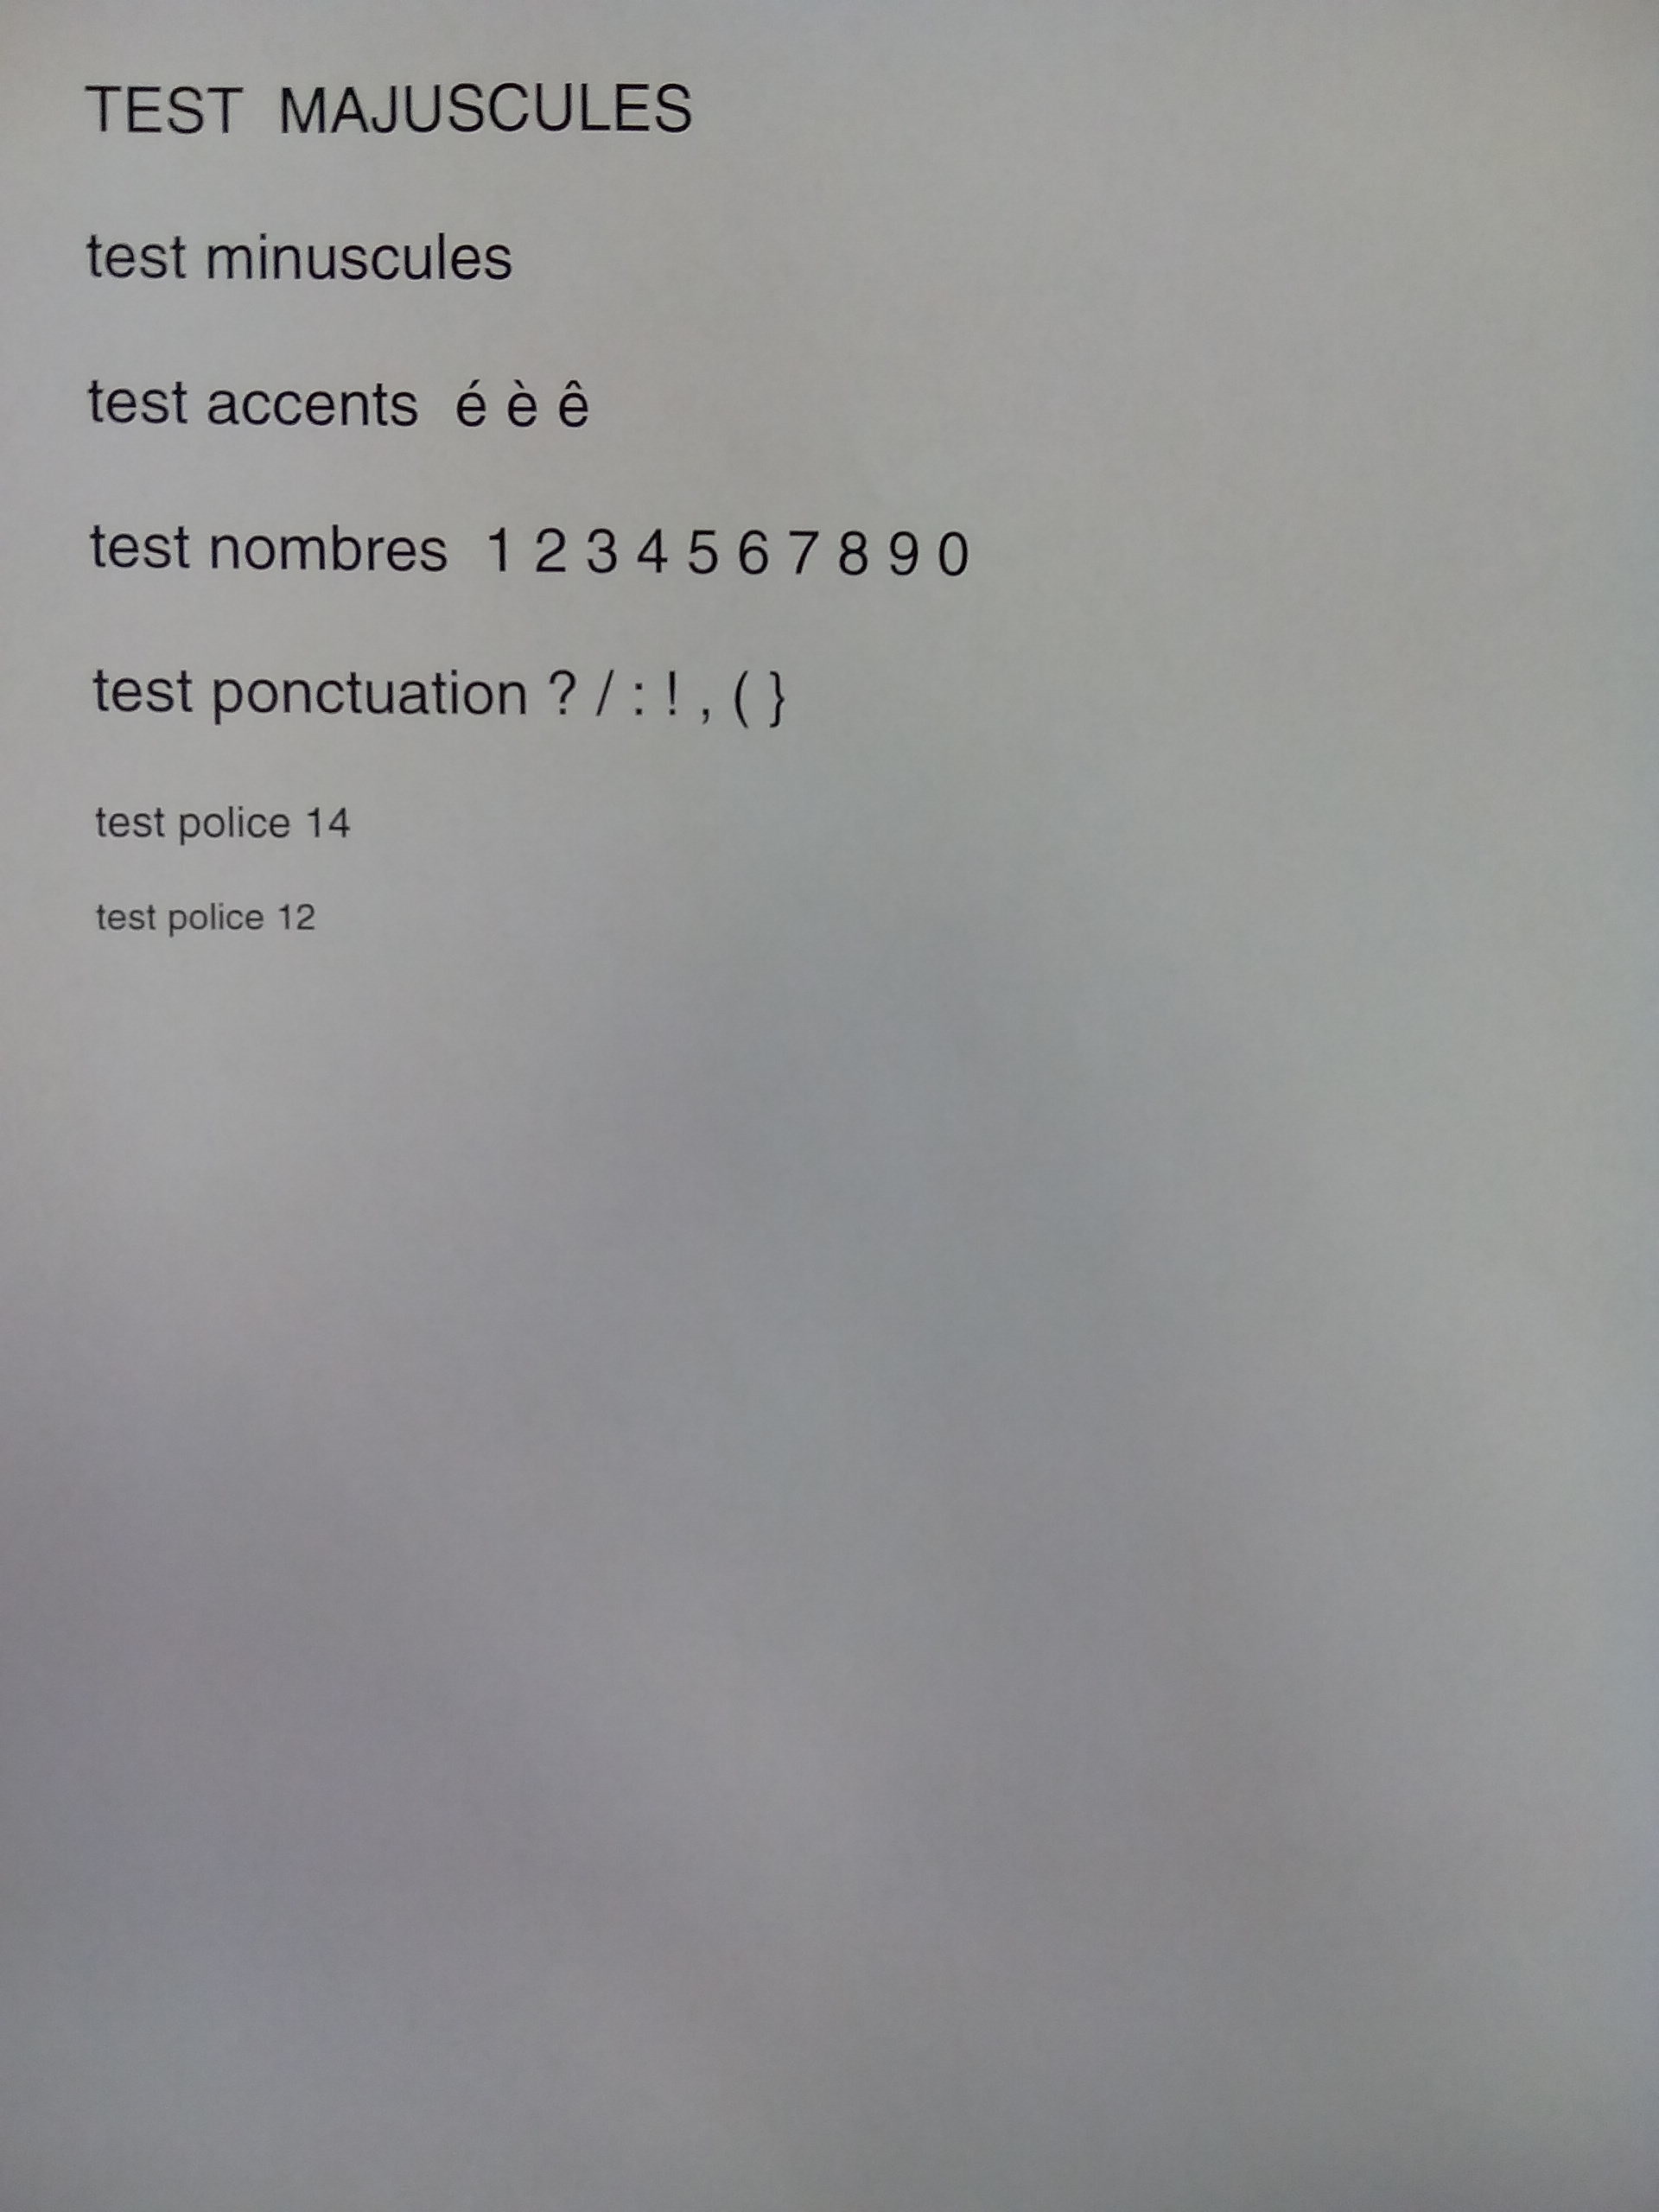 TEST  MAJUSCULES
test minuscules
test accents  é è ê
test nombres  1 2 3 4 5 6 7 8 9 0
test ponctuation ? / : ! , ( }
test police 14
test police 12